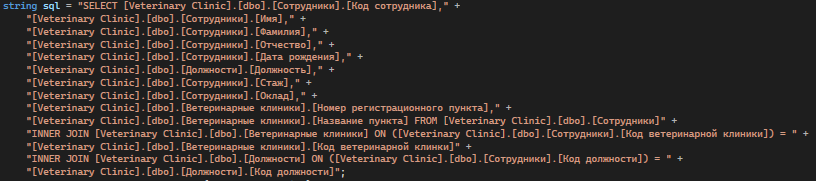 string sql = "SELECT [Veterinary Clinic].[dbo].[Сотрудники].[Код сотрудника]," +
"[Veterinary Clinic].[dbo].[Сотрудники].[Имя]," +
"[Veterinary Clinic].[dbo].[Сотрудники].[Фамилия]," +
"[Veterinary Clinic].[dbo].[Сотрудники].[Отчество]," +
"[Veterinary Clinic].[dbo].[Сотрудники].[Дата рождения]," +
"[Veterinary Clinic].[dbo].[Должности].[Должность]," +
"[Veterinary Clinic].[dbo].[Сотрудники].[Стаж]," +
"[Veterinary Clinic].[dbo].[Сотрудники].[Оклад]," +
"[Veterinary Clinic].[dbo].[Ветеринарные клиники].[Номер регистрационного пункта]," +
"[Veterinary Clinic].[dbo].[Ветеринарные клиники].[Название пункта] FROM [Veterinary Clinic].[dbo].[Сотрудники]" +
"INNER JOIN [Veterinary Clinic].[dbo].[Ветеринарные клиники] ON ([Veterinary Clinic].[dbo].[Сотрудники].[Код ветеринарной клиники]) = " +
"[Veterinary Clinic].[dbo].[Ветеринарные клиники].[Код ветеринарной клиники]" +
"INNER JOIN [Veterinary Clinic].[dbo].[Должности] ON ([Veterinary Clinic].[dbo].[Сотрудники].[Код должности]) = " +
"[Veterinary Clinic].[dbo].[Должности].[Код должности]";